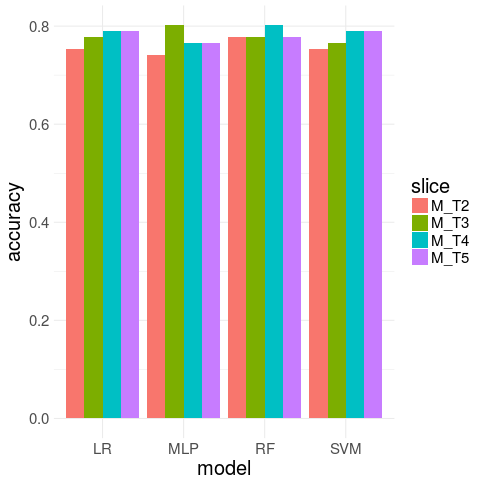 0.8
0.6
0.4
0.2
0.0
accuracy
LR MLP RF SVM
model
slice
M_T2
M_T3
M_T4
M_T5